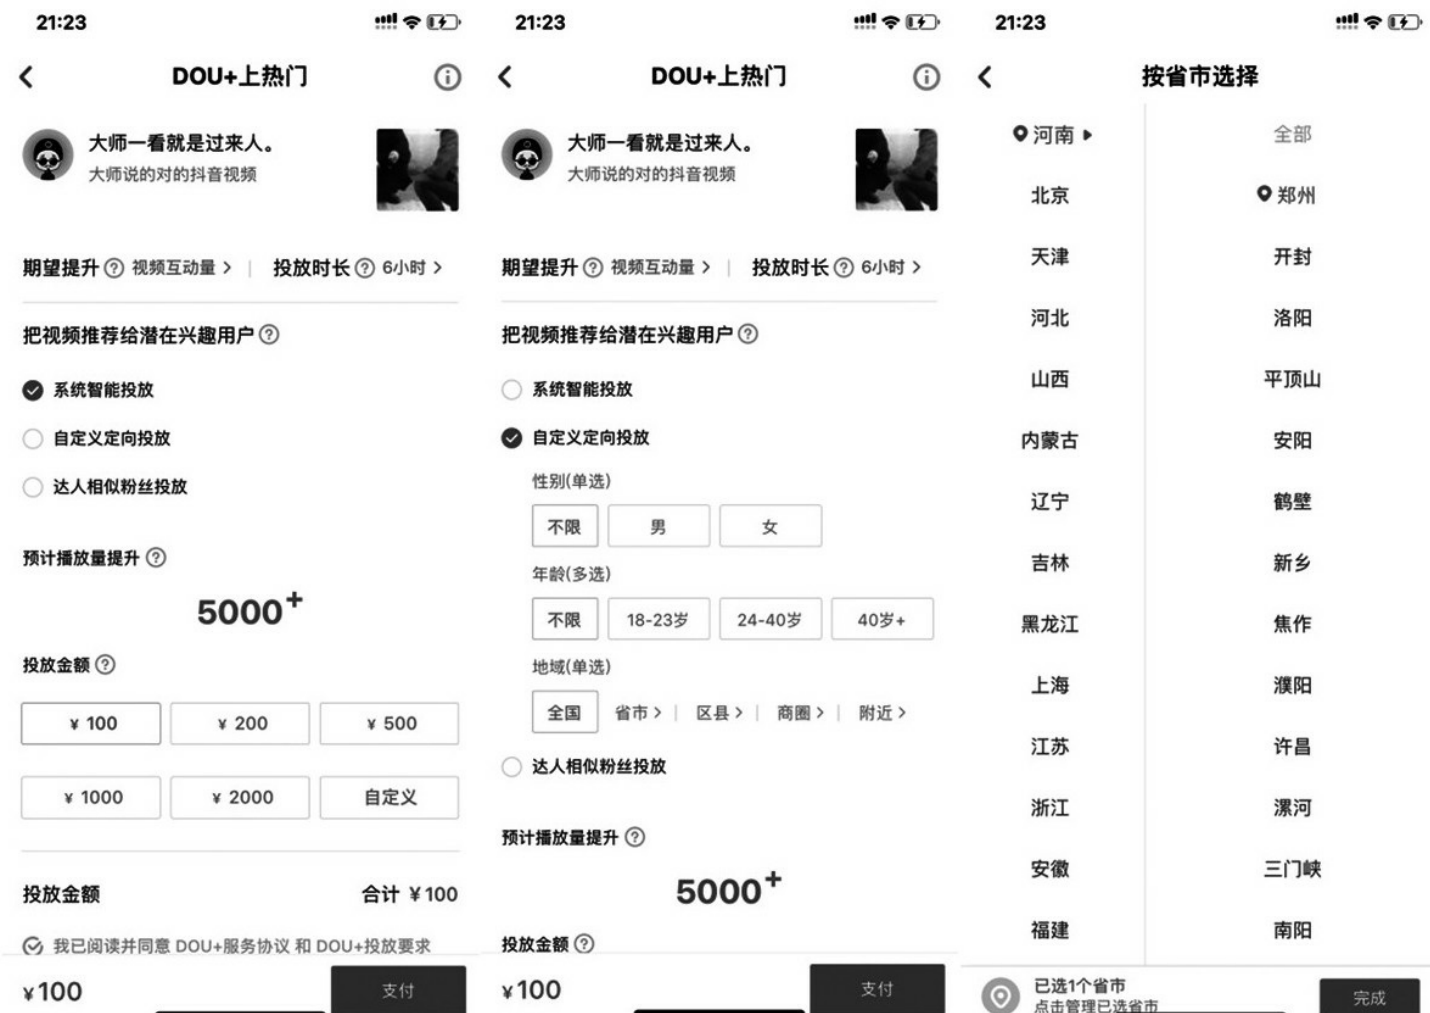 21:23
DOU+上热门
大师一看就是过来人。
大师说的对的抖音视频
期望提升 视频互动量 > | 投放时长 6小时 >
把视频推荐给潜在兴趣用户
系统智能投放
自定义定向投放
达人相似粉丝投放
预计播放量提升
5000+
投放金额
¥ 100 ¥ 200 ¥ 500
¥ 1000 ¥ 2000 自定义
投放金额 合计 ¥100
我已阅读并同意 DOU+服务协议 和 DOU+投放要求
¥100 支付
21:23
DOU+上热门
大师一看就是过来人。
大师说的对的抖音视频
期望提升 视频互动量 > | 投放时长 6小时 >
把视频推荐给潜在兴趣用户
系统智能投放
自定义定向投放
性别(单选)
不限 男 女
年龄(多选)
不限 18-23岁 24-40岁 40岁+
地域(单选)
全国 省市 > | 区县 > | 商圈 > | 附近 >
达人相似粉丝投放
预计播放量提升
5000+
投放金额
¥100 支付
21:23
按省市选择
河南 全部
北京 郑州
天津 开封
河北 洛阳
山西 平顶山
内蒙古 安阳
辽宁 鹤壁
吉林 新乡
黑龙江 焦作
上海 濮阳
江苏 许昌
浙江 漯河
安徽 三门峡
福建 南阳
已选1个省市
点击管理已选省市
完成